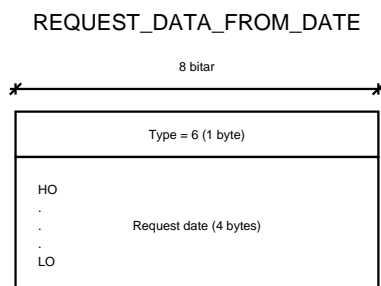 REQUEST_DATA_FROM_DATE
8 bitar
Type = 6 (1 byte)
HO
.
. Request date (4 bytes)
.
LO